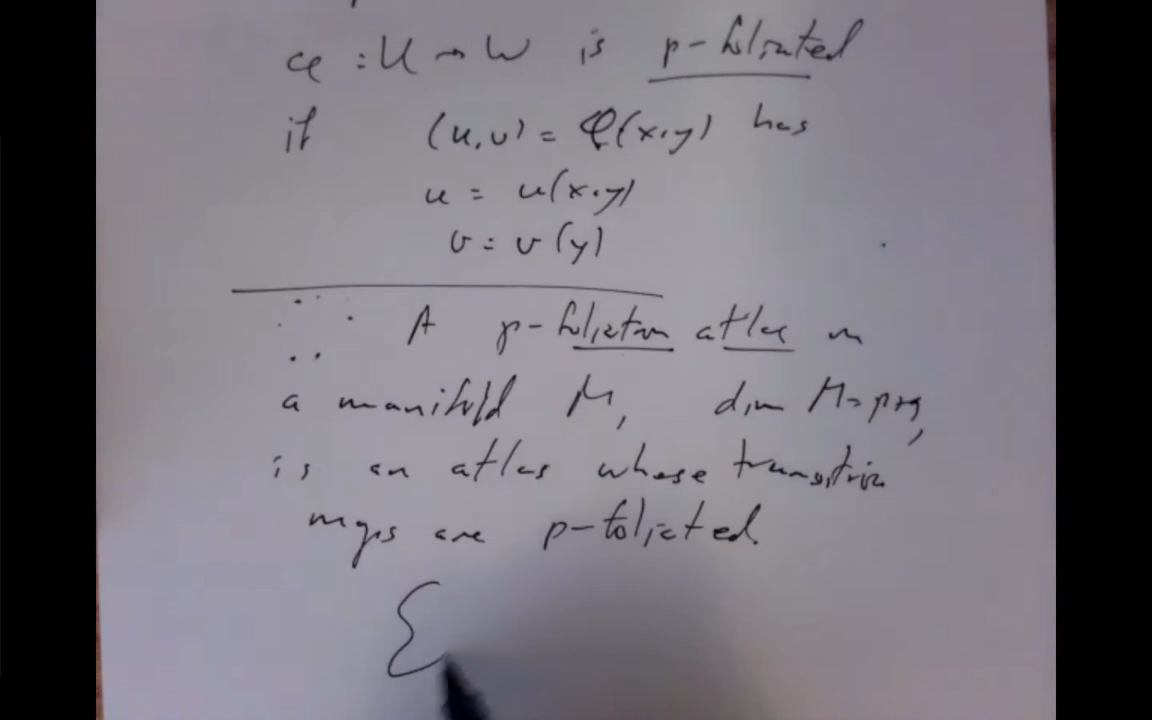 φ : U → W is p-foliated
if (u,v) = φ(x,y) has
u = u(x,y)
v = v(y)
∴ A p-foliation atlas on
a manifold M, dim M = p+q,
is an atlas whose transition
maps are p-foliated.
{